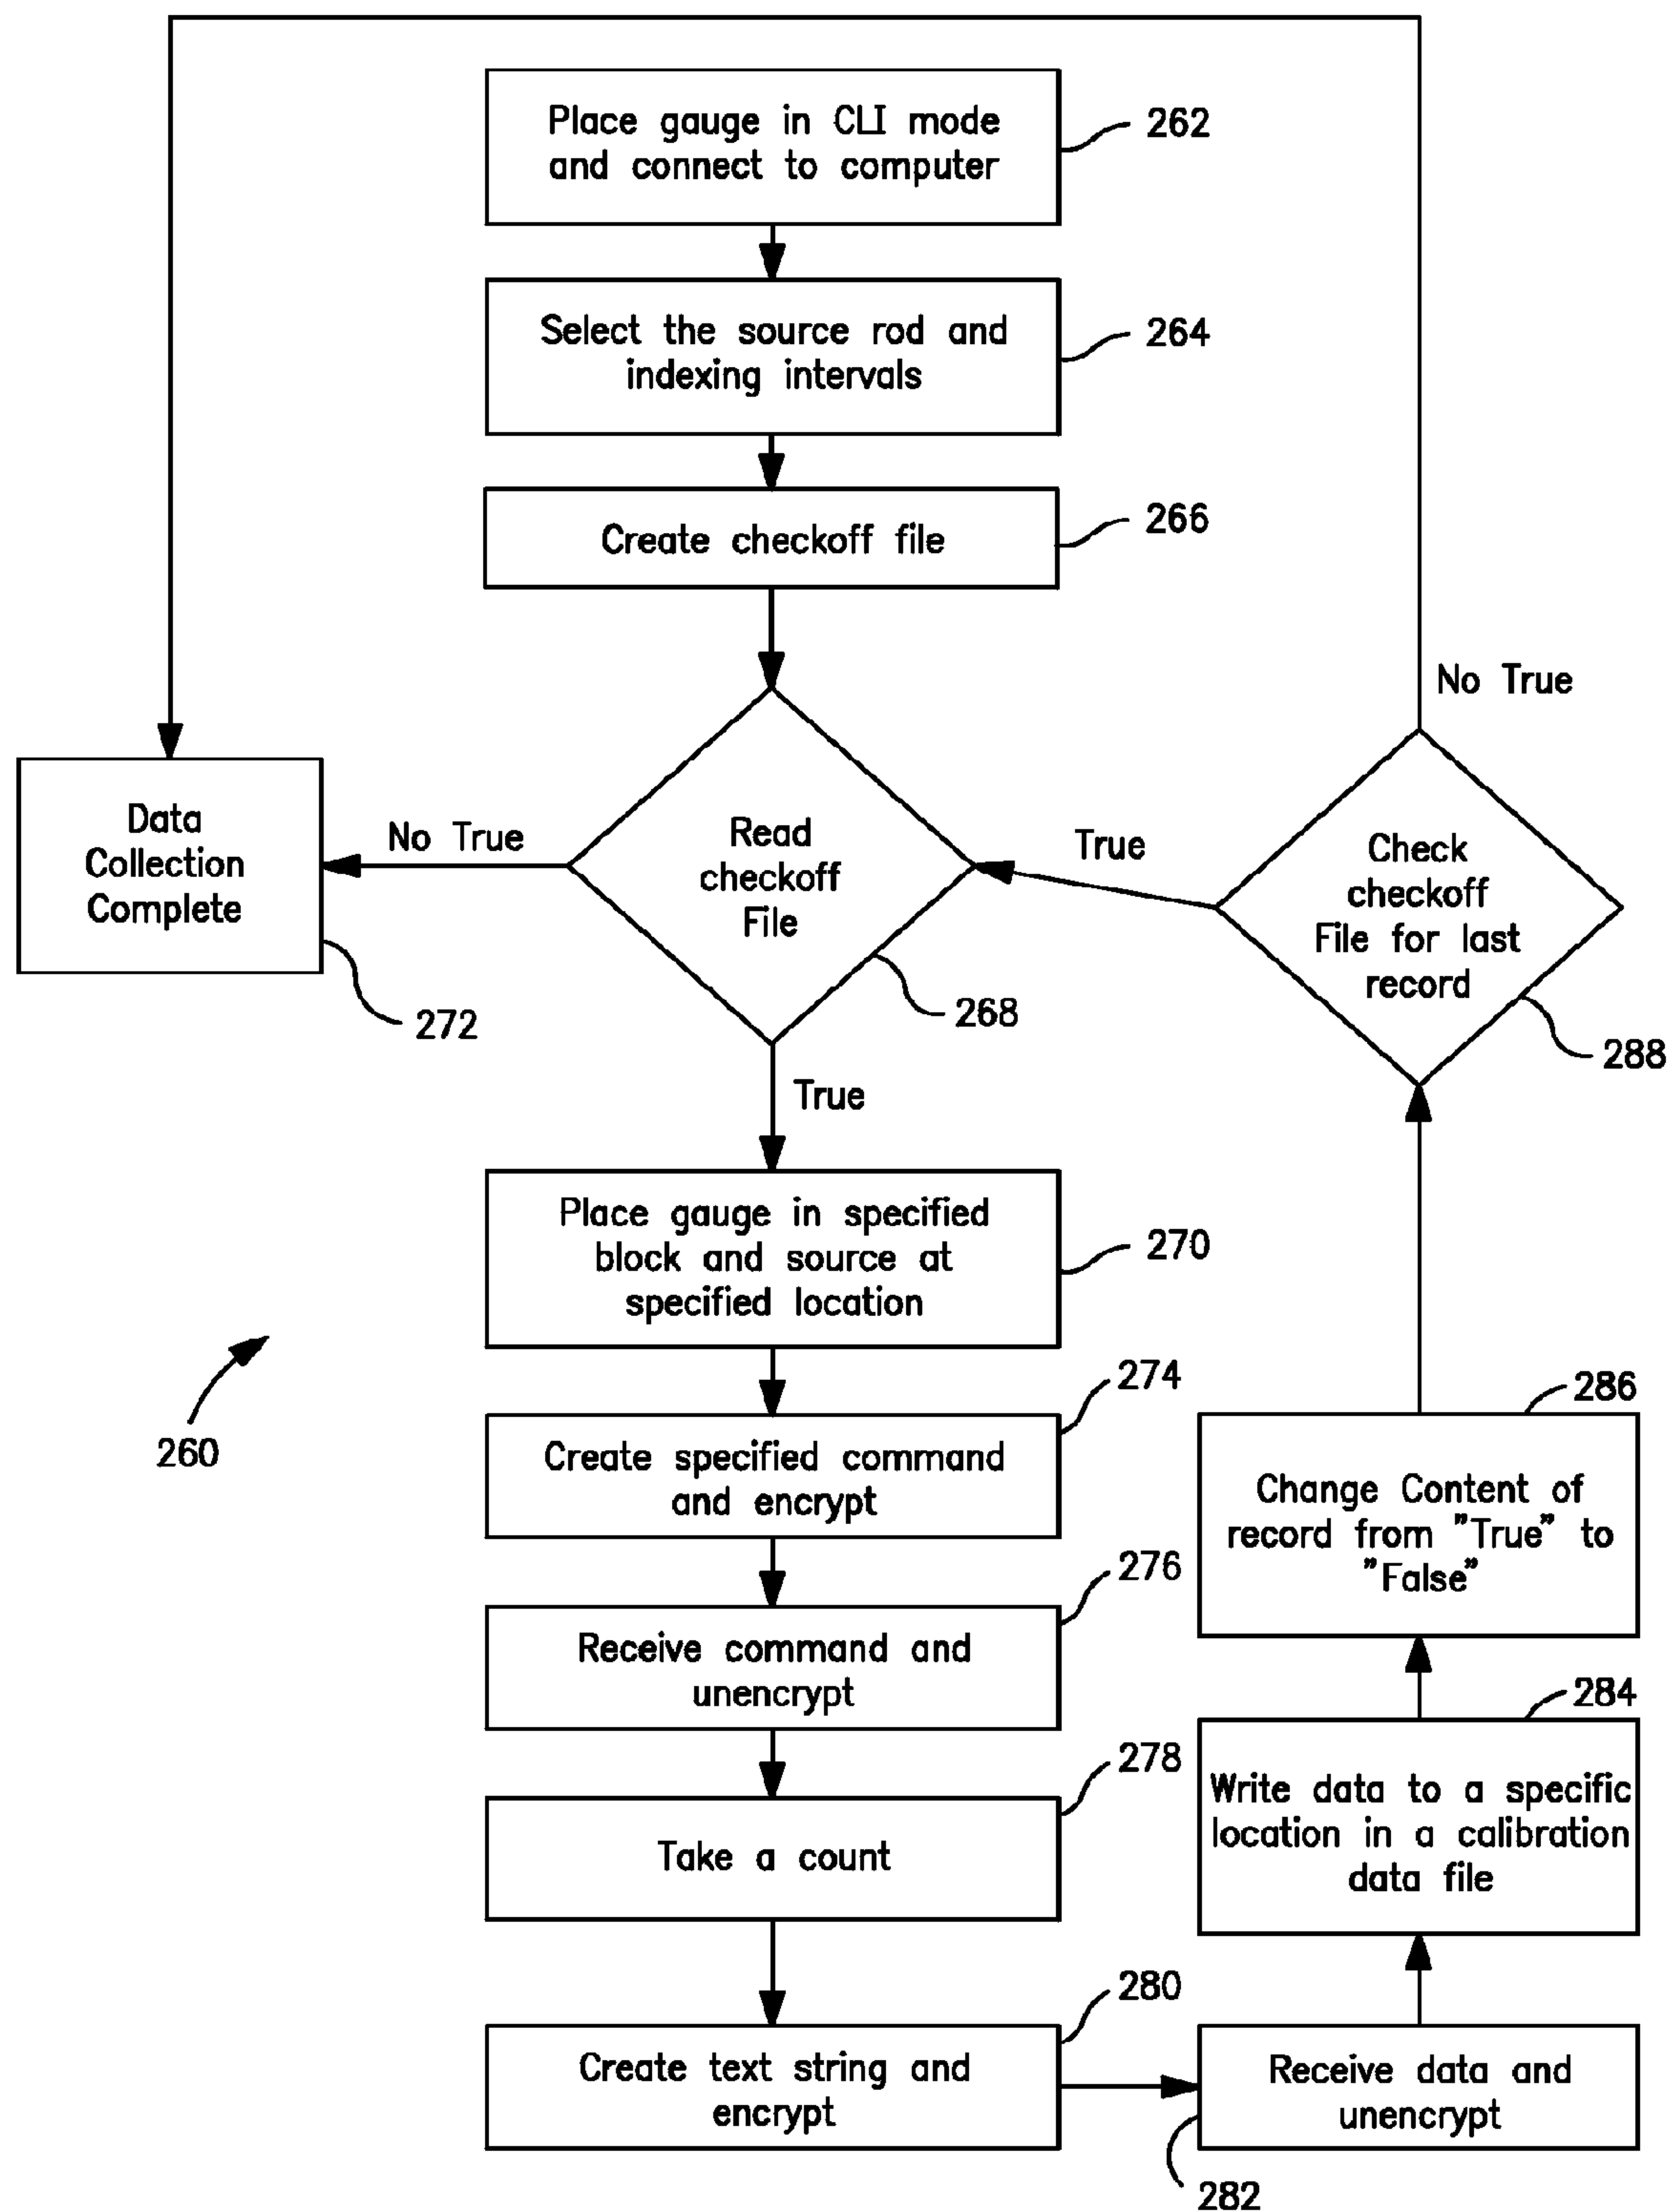 Place gauge in CLI mode
and connect to computer
262
Select the source rod and
indexing intervals
264
Create checkoff file
266
No True
Data
Collection
Complete
272
No True
Read
checkoff
File
268
True
Check
checkoff
File for last
record
288
True
Place gauge in specified
block and source at
specified location
270
260
274
Create specified command
and encrypt
276
Receive command and
unencrypt
278
Take a count
280
Create text string and
encrypt
282
Receive data and
unencrypt
284
Write data to a specific
location in a calibration
data file
286
Change Content of
record from "True" to
"False"